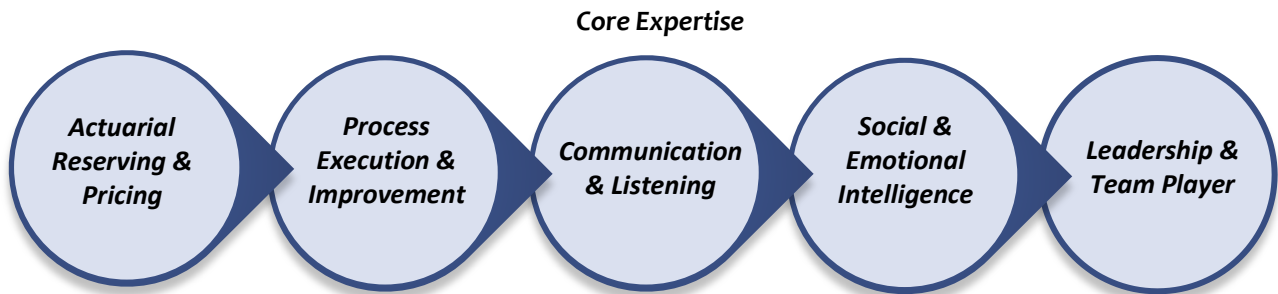 Core Expertise
Actuarial
Reserving &
Pricing
Process
Execution &
Improvement
Communication
& Listening
Social &
Emotional
Intelligence
Leadership &
Team Player